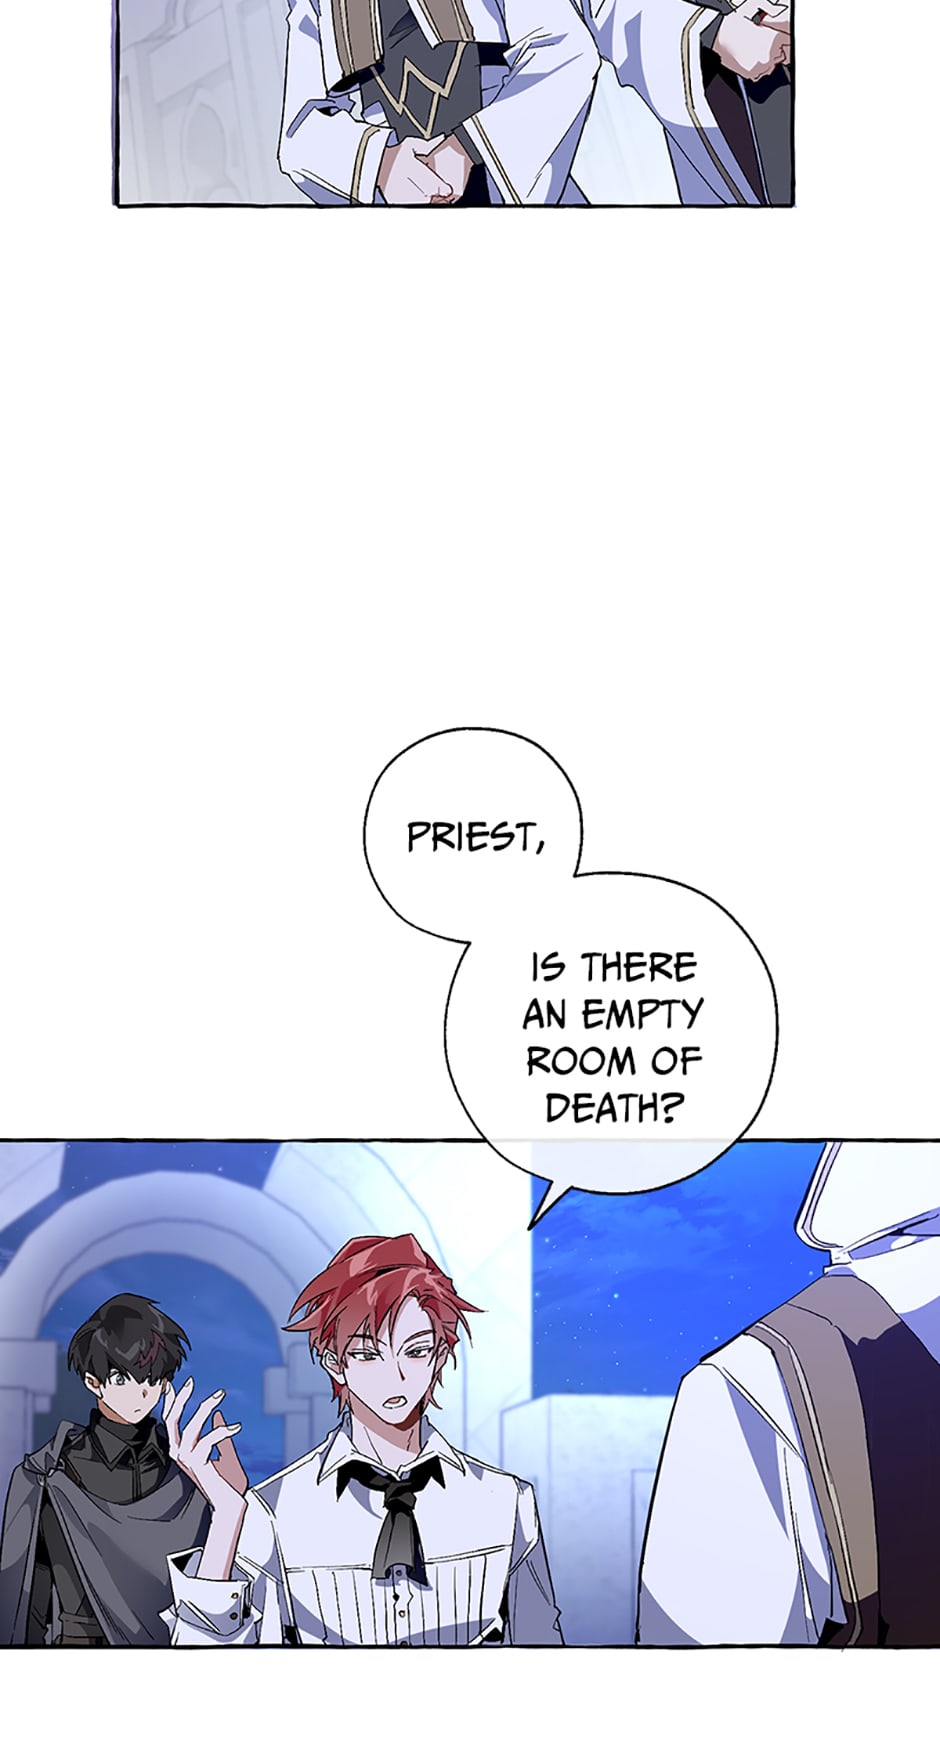 PRIEST,
IS THERE
AN EMPTY
ROOM OF
DEATH?